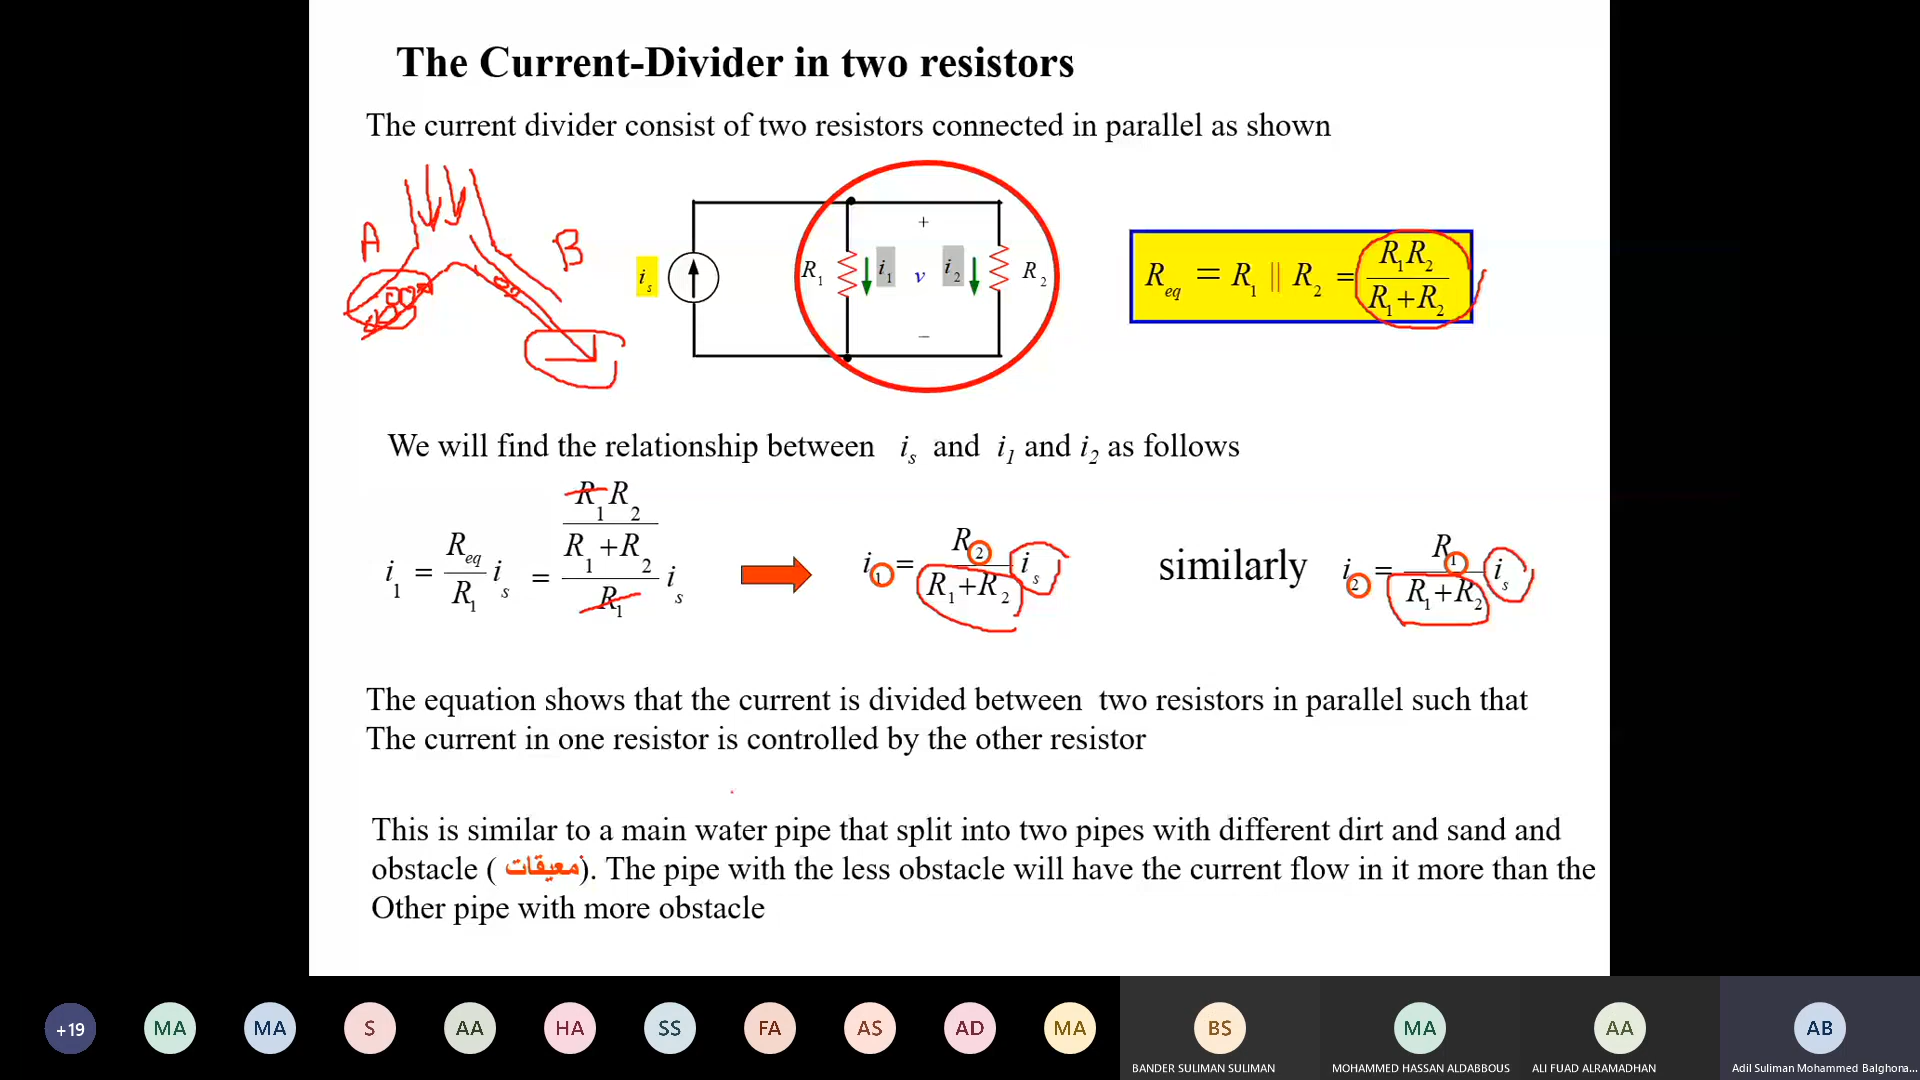 The Current-Divider in two resistors
The current divider consist of two resistors connected in parallel as shown
A
B
i_s
R_1
i_1
+
v
–
i_2
R_2
R_eq = R_1 || R_2 = R_1R_2 / R_1+R_2
We will find the relationship between i_s and i_1 and i_2 as follows
i_1 = R_eq / R_1 i_s = R_1R_2 / R_1+R_2 / R_1 i_s
i_1 = R_2 / R_1+R_2 i_s
similarly i_2 = R_1 / R_1+R_2 i_s
The equation shows that the current is divided between two resistors in parallel such that
The current in one resistor is controlled by the other resistor
This is similar to a main water pipe that split into two pipes with different dirt and sand and
obstacle ( معيقات). The pipe with the less obstacle will have the current flow in it more than the
Other pipe with more obstacle
+19
MA
MA
S
AA
HA
SS
FA
AS
AD
MA
BS
BANDER SULIMAN SULIMAN
MA
MOHAMMED HASSAN ALDABBOUS
AA
ALI FUAD ALRAMADHAN
AB
Adil Suliman Mohammed Balghona...